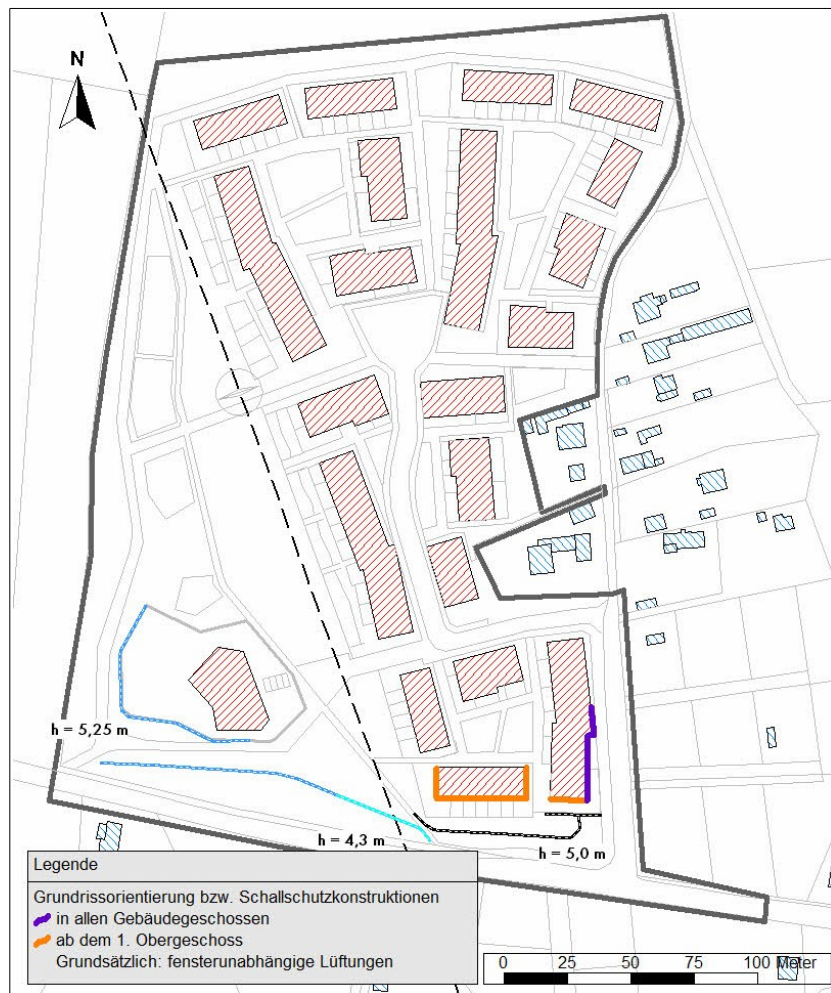 N
h = 5,25 m
h = 4,3 m
h = 5,0 m
Legende
Grundrissorientierung bzw. Schallschutzkonstruktionen
in allen Gebäudegeschossen
ab dem 1. Obergeschoss
Grundsätzlich: fensterunabhängige Lüftungen
0 25 50 75 100 Meter